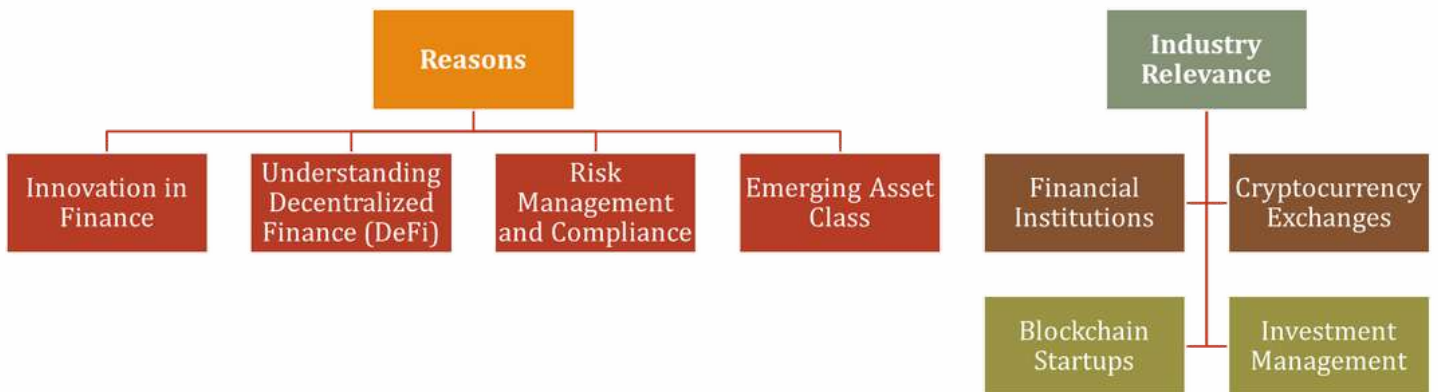 Reasons
Innovation in
Finance
Understanding
Decentralized
Finance (DeFi)
Risk
Management
and Compliance
Emerging Asset
Class
Industry
Relevance
Financial
Institutions
Cryptocurrency
Exchanges
Blockchain
Startups
Investment
Management